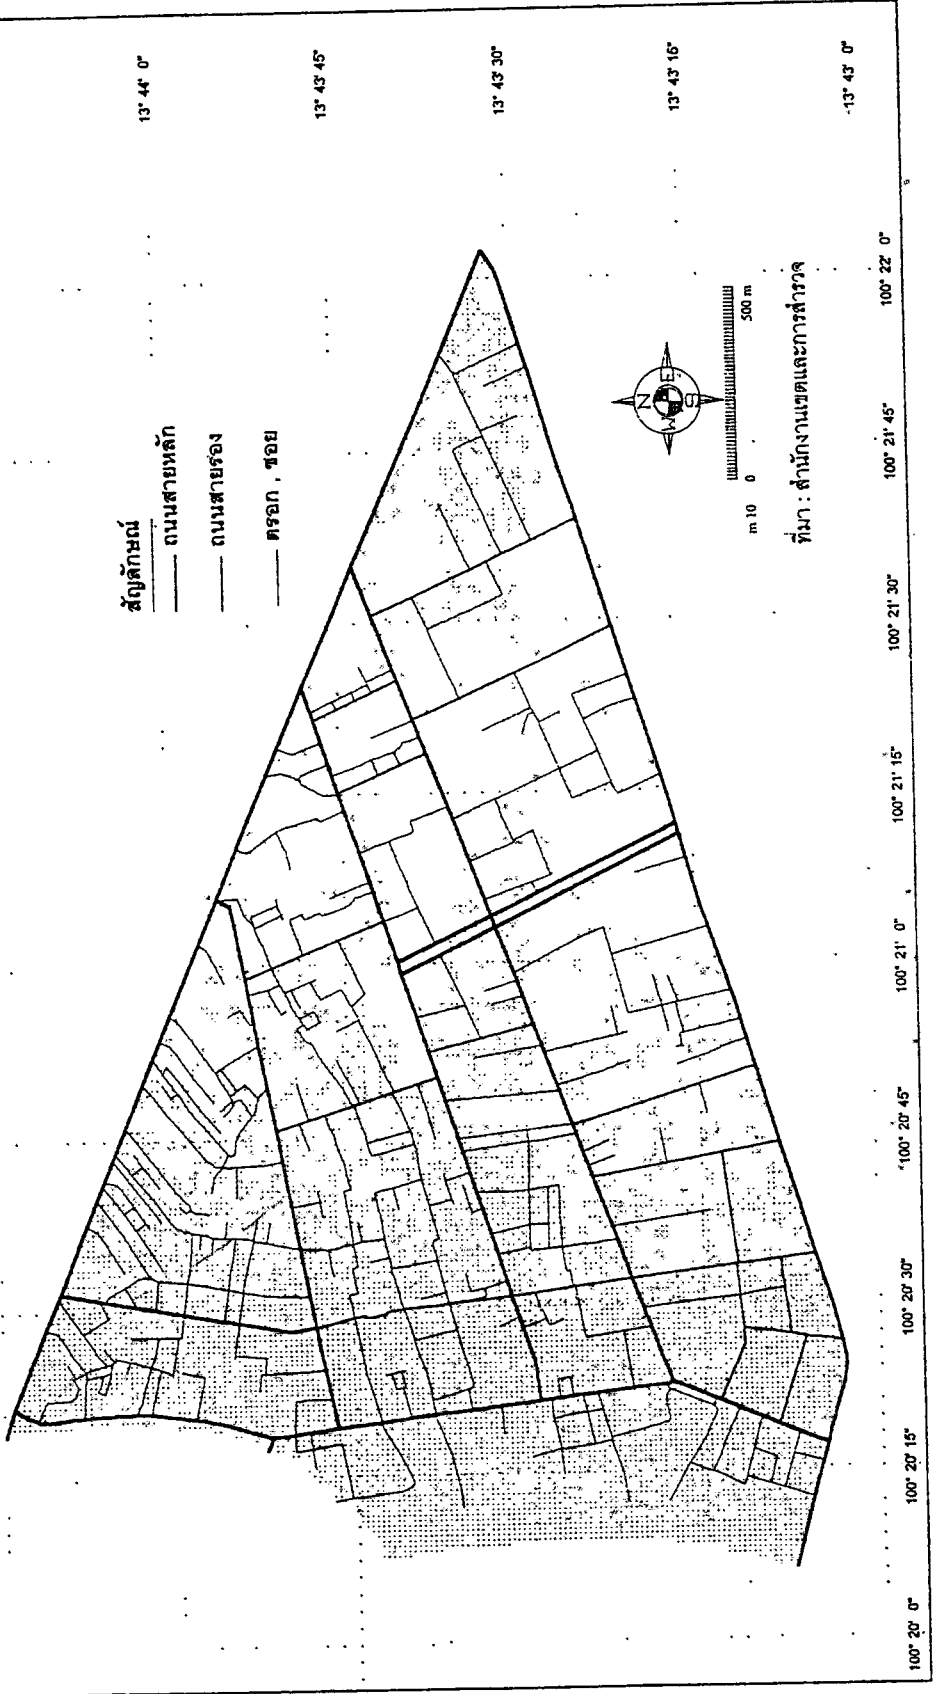 สัญลักษณ์
ถนนสายหลัก
ถนนสายรอง
ตรอก , ซอย
13° 44' 0"
13° 43' 45"
13° 43' 30"
13° 43' 15"
-13° 43' 0"
N
E
S
W
m 10 0 500 m
ที่มา : สำนักงานเขตและการสำรวจ
100° 20' 0"
100° 20' 15"
100° 20' 30"
100° 20' 45"
100° 21' 0"
100° 21' 15"
100° 21' 30"
100° 21' 45"
100° 22' 0"